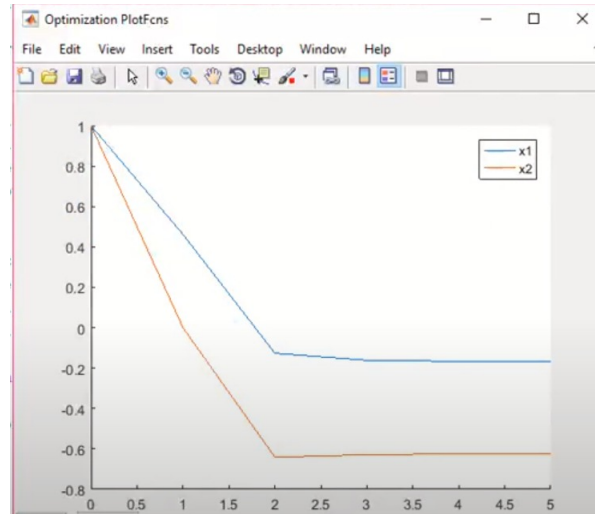 Optimization PlotFcns
File Edit View Insert Tools Desktop Window Help
1
0.8
0.6
0.4
0.2
0
-0.2
-0.4
-0.6
-0.8
x1
x2
0 0.5 1 1.5 2 2.5 3 3.5 4 4.5 5